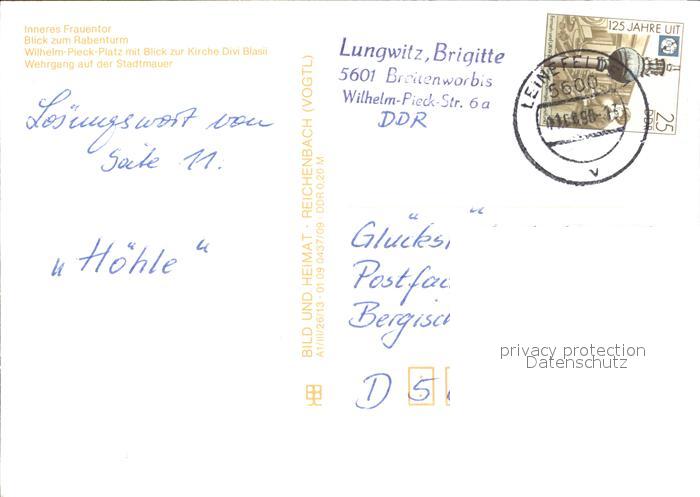 Inneres Frauentor
Blick zum Rabenturm
Wilhelm-Pieck-Platz mit Blick zur Kirche Divi Blasii
Wehrgang auf der Stadtmauer
Lösungswort von
Seite 11.
„Höhle“
BILD UND HEIMAT · REICHENBACH (VOGTL)
A1/III/26/13 · 01 09 0437/09 · DDR 0,20 M
Lungwitz, Brigitte
5601 Breitenworbis
Wilhelm-Pieck-Str. 6a
DDR
125 JAHRE UIT
25
DDR
LEINEFELDE
5600
Glücks
Postfac
Bergisc
D 5
privacy protection
Datenschutz